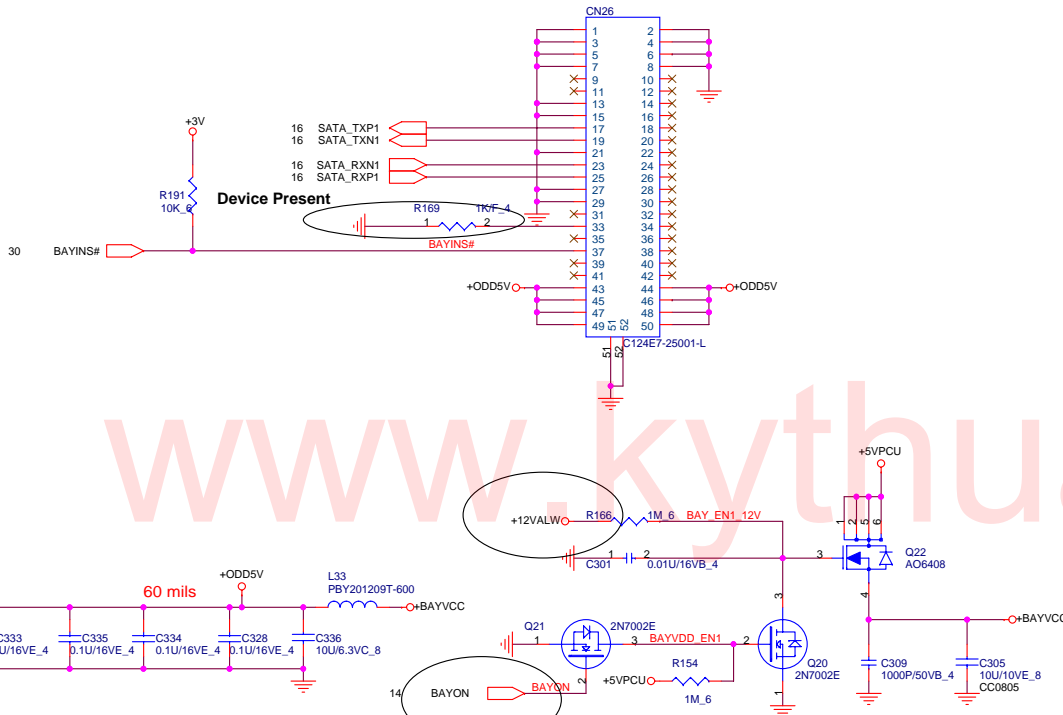 CN26
1 2
3 4
5 6
7 8
9 10
11 12
13 14
15 16
16 SATA_TXP1 17 18
16 SATA_TXN1 19 20
21 22
16 SATA_RXN1 23 24
16 SATA_RXP1 25 26
27 28
29 30
31 32
33 34
35 36
37 38
39 40
41 42
43 44
45 46
47 48
49 50
51 52
51 52
C124E7-25001-L
+3V
R191
10K_6
Device Present
R169 1K/F_4
1 2
BAYINS#
30 BAYINS#
+ODD5V
+ODD5V
www.kythu
+5VPCU
+12VALW R166 1M_6 BAY_EN1_12V
1 2 5 6
3
Q22
AO6408
4
C301 1 2 0.01U/16VB_4
+BAYVCC
C309
1000P/50VB_4
C305
10U/10VE_8
CC0805
3
2
Q20
2N7002E
1
Q21 2N7002E
1 3 BAYVDD_EN1
2
R154
+5VPCU
1M_6
14 BAYON BAYON
60 mils
+ODD5V
L33
PBY201209T-600
+BAYVCC
C335
0.1U/16VE_4
C334
0.1U/16VE_4
C328
0.1U/16VE_4
C336
10U/6.3VC_8